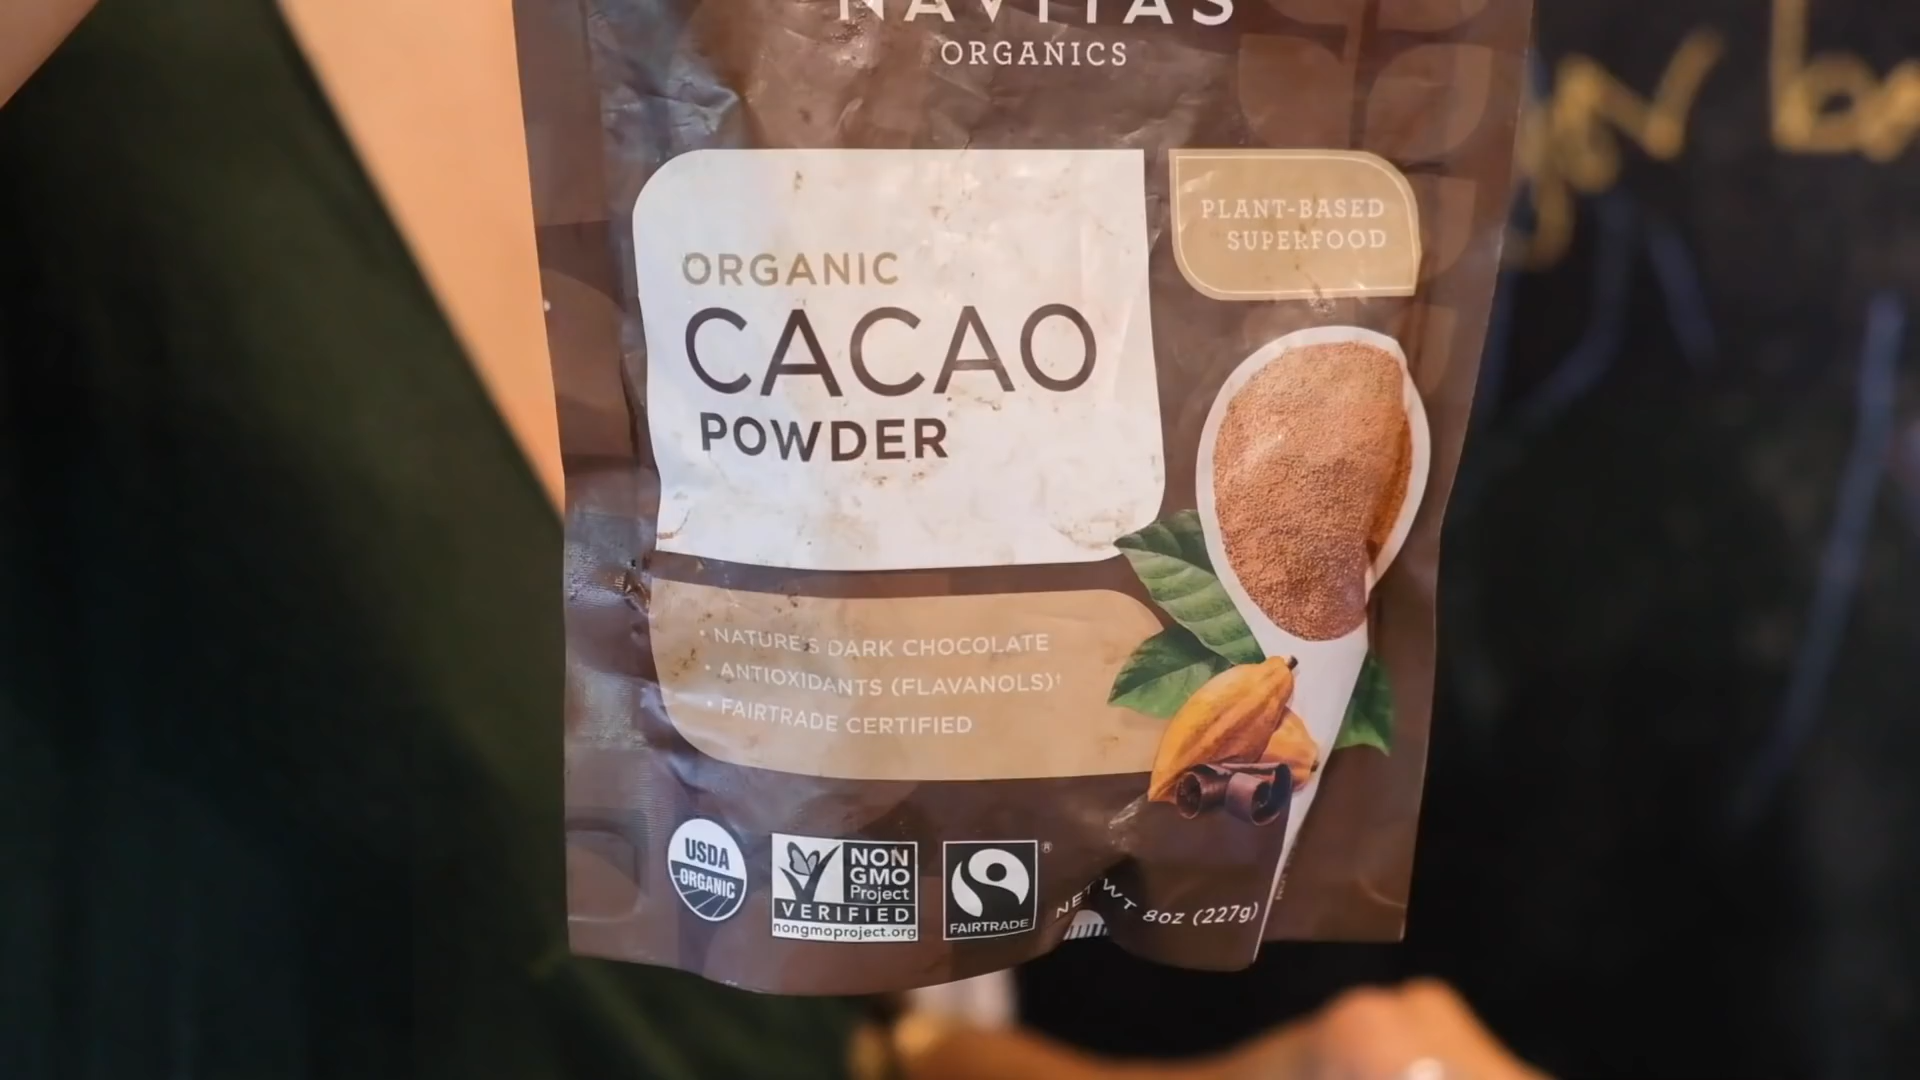 NAVITAS
ORGANICS
PLANT-BASED
SUPERFOOD
ORGANIC
CACAO
POWDER
• NATURE'S DARK CHOCOLATE
• ANTIOXIDANTS (FLAVANOLS)†
• FAIRTRADE CERTIFIED
USDA
ORGANIC
NON
GMO
Project
VERIFIED
nongmoproject.org
FAIRTRADE
®
NET WT 8oz (227g)